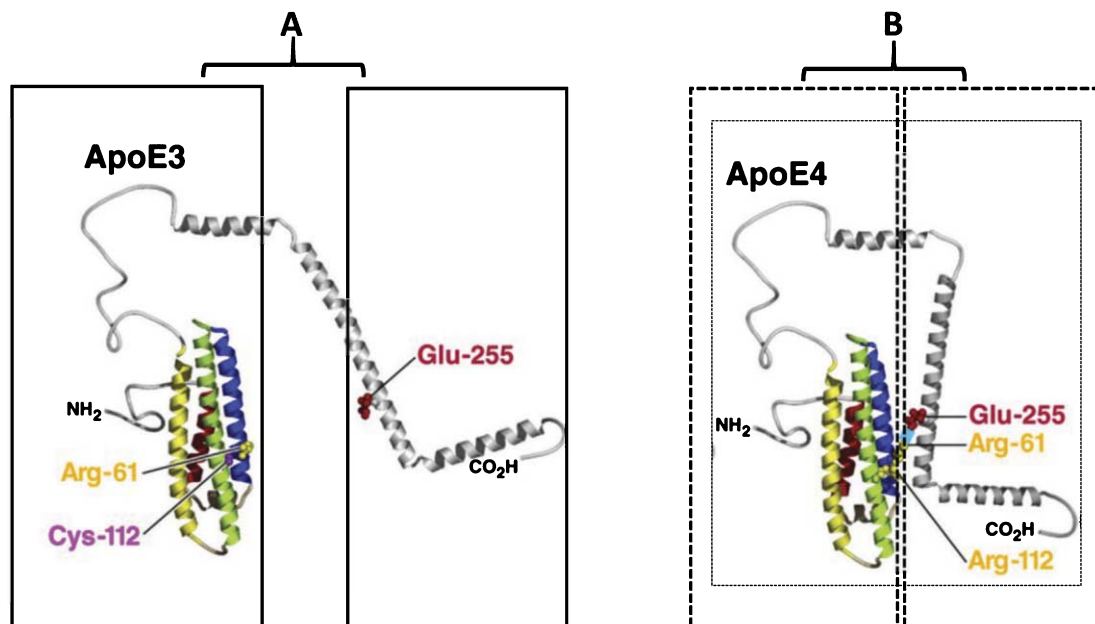 A
ApoE3
Glu-255
NH2
CO2H
Arg-61
Cys-112
B
ApoE4
Glu-255
NH2
Arg-61
CO2H
Arg-112